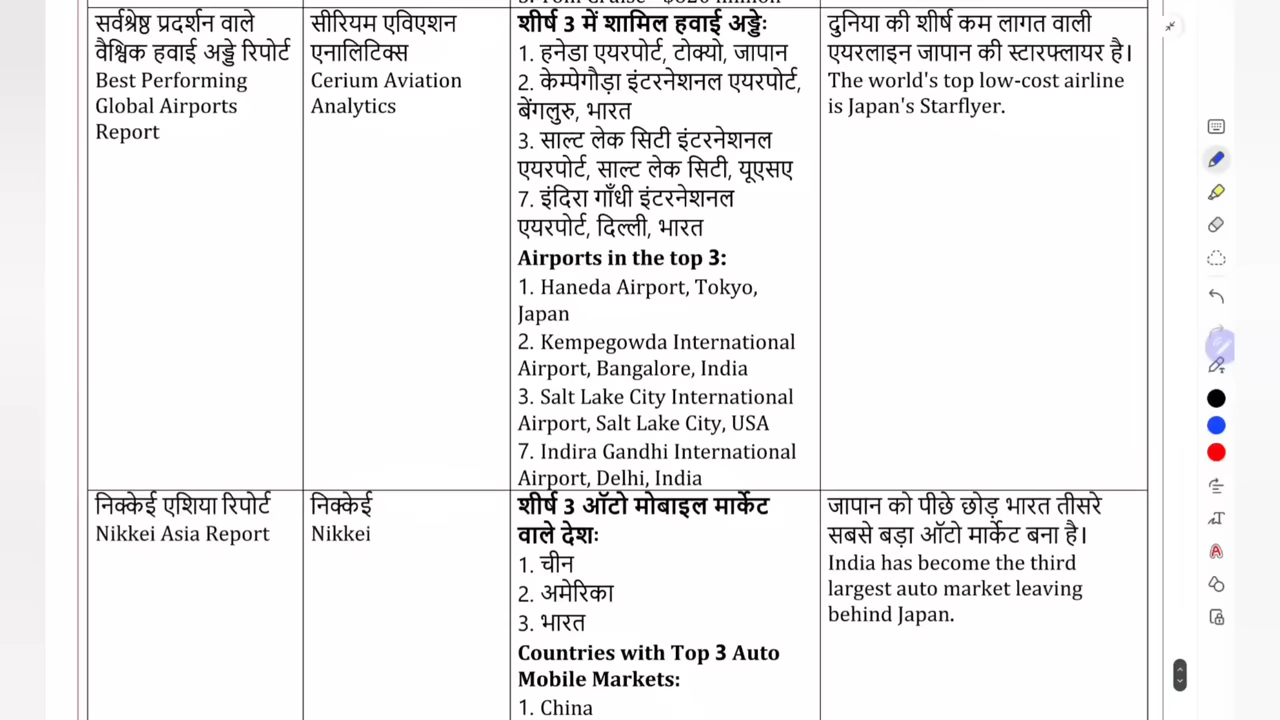 सर्वश्रेष्ठ प्रदर्शन वाले
वैश्विक हवाई अड्डे रिपोर्ट
Best Performing
Global Airports
Report
सीरियम एविएशन
एनालिटिक्स
Cerium Aviation
Analytics
शीर्ष 3 में शामिल हवाई अड्डेः
1. हनेडा एयरपोर्ट, टोक्यो, जापान
2. केम्पेगौड़ा इंटरनेशनल एयरपोर्ट,
बेंगलुरु, भारत
3. साल्ट लेक सिटी इंटरनेशनल
एयरपोर्ट, साल्ट लेक सिटी, यूएसए
7. इंदिरा गाँधी इंटरनेशनल
एयरपोर्ट, दिल्ली, भारत
Airports in the top 3:
1. Haneda Airport, Tokyo,
Japan
2. Kempegowda International
Airport, Bangalore, India
3. Salt Lake City International
Airport, Salt Lake City, USA
7. Indira Gandhi International
Airport, Delhi, India
दुनिया की शीर्ष कम लागत वाली
एयरलाइन जापान की स्टारफ्लायर है।
The world's top low-cost airline
is Japan's Starflyer.
निक्केई एशिया रिपोर्ट
Nikkei Asia Report
निक्केई
Nikkei
शीर्ष 3 ऑटो मोबाइल मार्केट
वाले देशः
1. चीन
2. अमेरिका
3. भारत
Countries with Top 3 Auto
Mobile Markets:
1. China
जापान को पीछे छोड़ भारत तीसरे
सबसे बड़ा ऑटो मार्केट बना है।
India has become the third
largest auto market leaving
behind Japan.